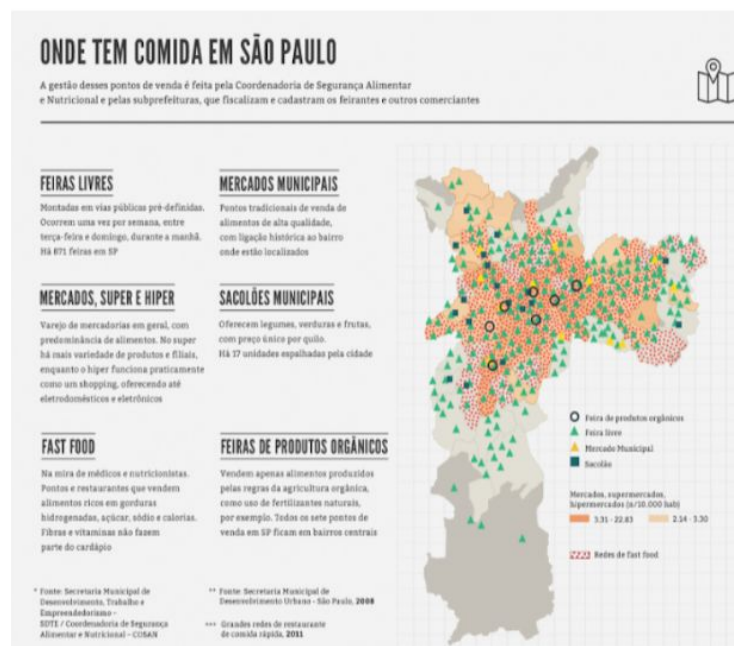 ONDE TEM COMIDA EM SÃO PAULO
A gestão desses pontos de venda é feita pela Coordenadoria de Segurança Alimentar
e Nutricional e pelas subprefeituras, que fiscalizam e cadastram os feirantes e outros comerciantes
FEIRAS LIVRES
Montadas em vias públicas pré-definidas.
Ocorrem uma vez por semana, entre
terça-feira e domingo, durante a manhã.
Há 871 feiras em SP
MERCADOS MUNICIPAIS
Pontos tradicionais de venda de
alimentos de alta qualidade,
com ligação histórica ao bairro
onde estão localizados
MERCADOS, SUPER E HIPER
Varejo de mercadorias em geral, com
predominância de alimentos. No super
há mais variedade de produtos e filiais,
enquanto o hiper funciona praticamente
como um shopping, oferecendo até
eletrodomésticos e eletrônicos
SACOLÕES MUNICIPAIS
Oferecem legumes, verduras e frutas,
com preço único por quilo.
Há 17 unidades espalhadas pela cidade
FAST FOOD
Na mira de médicos e nutricionistas.
Pontos e restaurantes que vendem
alimentos ricos em gorduras
hidrogenadas, açúcar, sódio e calorias.
Fibras e vitaminas não fazem
parte do cardápio
FEIRAS DE PRODUTOS ORGÂNICOS
Vendem apenas alimentos produzidos
pelas regras da agricultura orgânica,
como uso de fertilizantes naturais,
por exemplo. Todos os sete pontos de
venda em SP ficam em bairros centrais
Feira de produtos orgânicos
Feira livre
Mercado Municipal
Sacolão
Mercados, supermercados,
hipermercados (n/10.000 hab)
3.31 - 22.83
2.14 - 3.30
Redes de fast food
* Fonte: Secretaria Municipal de
Desenvolvimento, Trabalho e
Empreendedorismo -
SDTE / Coordenadoria de Segurança
Alimentar e Nutricional - COSAN
** Fonte: Secretaria Municipal de
Desenvolvimento Urbano - São Paulo, 2008
*** Grandes redes de restaurante
de comida rápida, 2011